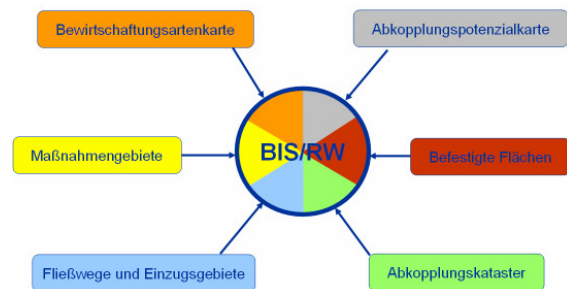 Bewirtschaftungsartenkarte
Abkopplungspotenzialkarte
Maßnahmengebiete
BIS/RW
Befestigte Flächen
Fließwege und Einzugsgebiete
Abkopplungskataster